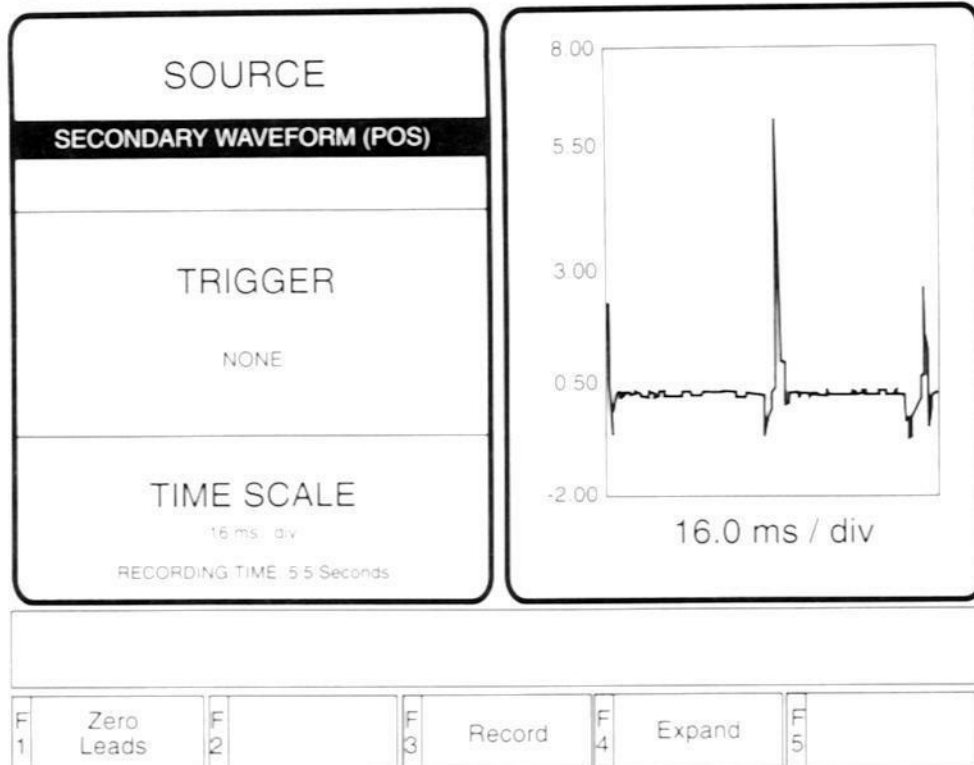 SOURCE
SECONDARY WAVEFORM (POS)
TRIGGER
NONE
TIME SCALE
16 ms / div
RECORDING TIME 5.5 Seconds
8.00
5.50
3.00
0.50
-2.00
16.0 ms / div
F1 Zero Leads
F2
F3 Record
F4 Expand
F5